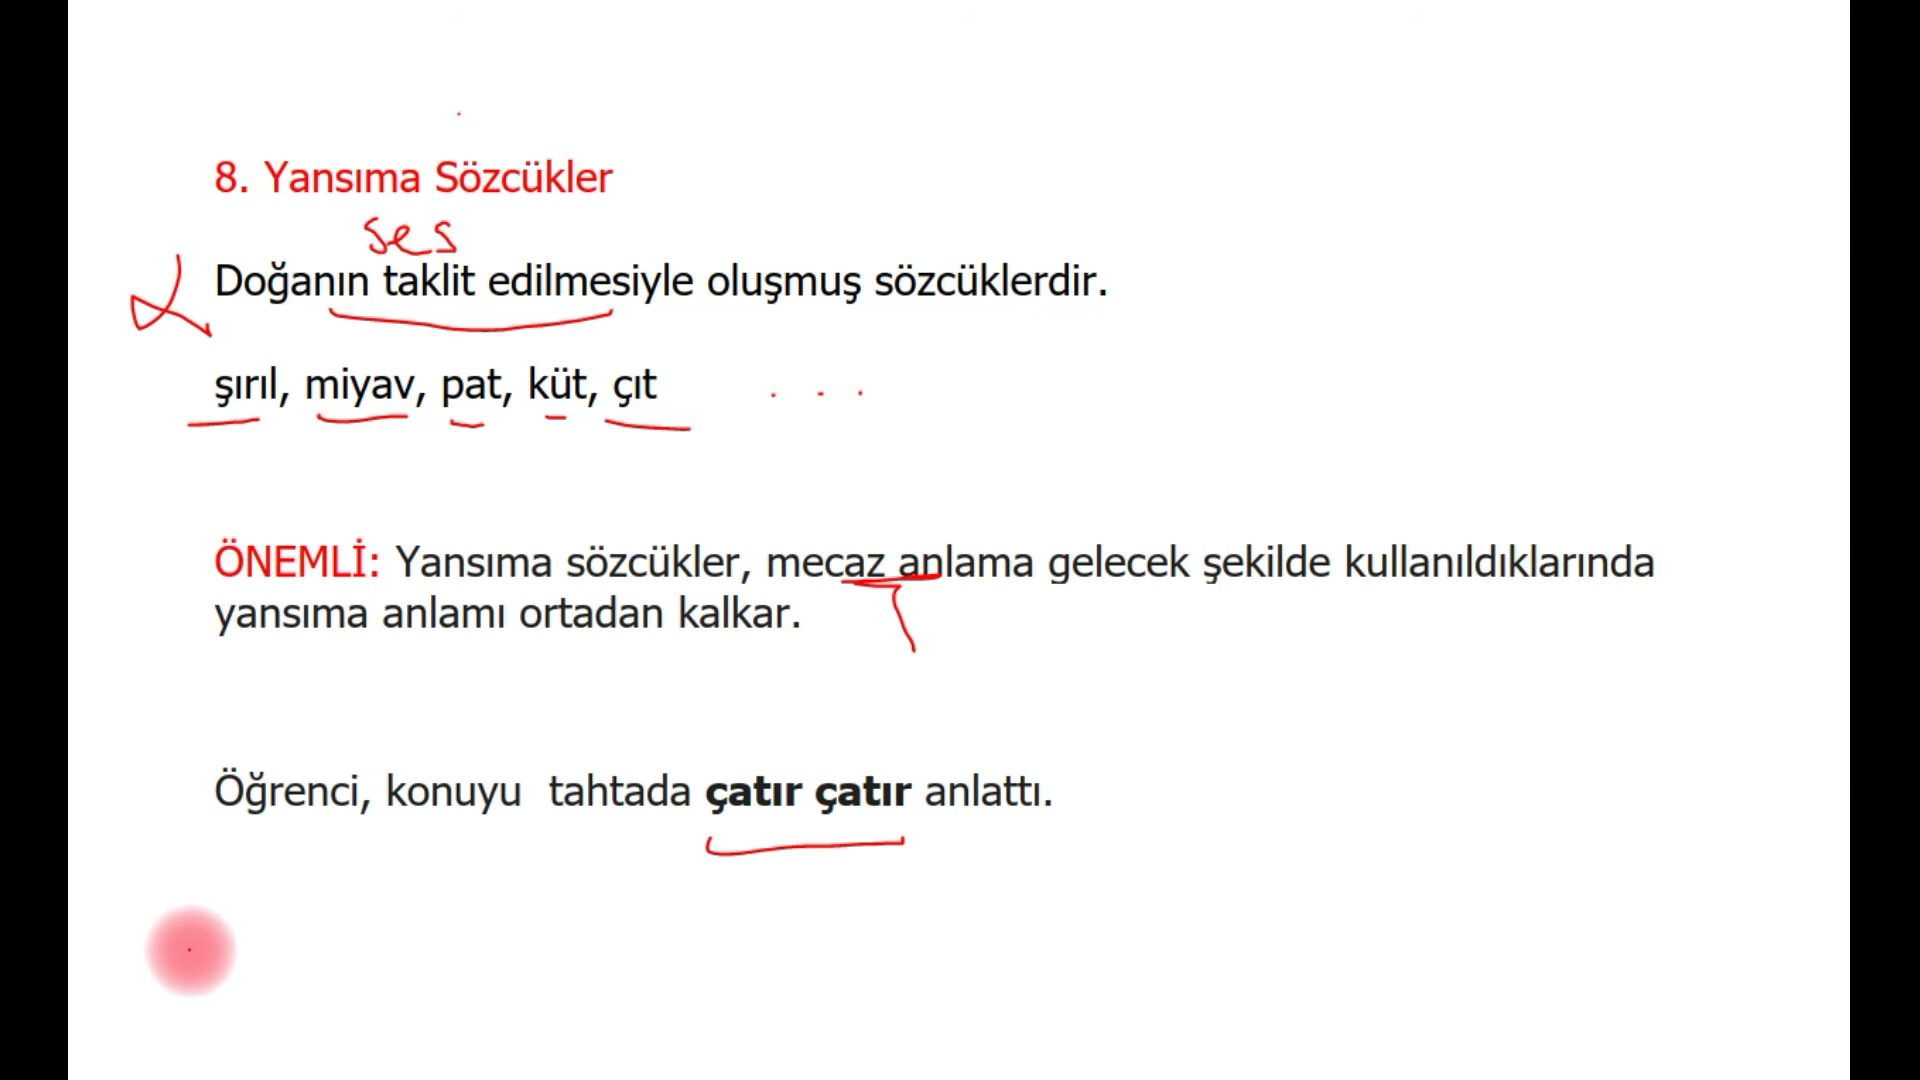 8. Yansıma Sözcükler
ses
Doğanın taklit edilmesiyle oluşmuş sözcüklerdir.
şırıl, miyav, pat, küt, çıt . . .
ÖNEMLİ: Yansıma sözcükler, mecaz anlama gelecek şekilde kullanıldıklarında
yansıma anlamı ortadan kalkar.
Öğrenci, konuyu tahtada çatır çatır anlattı.